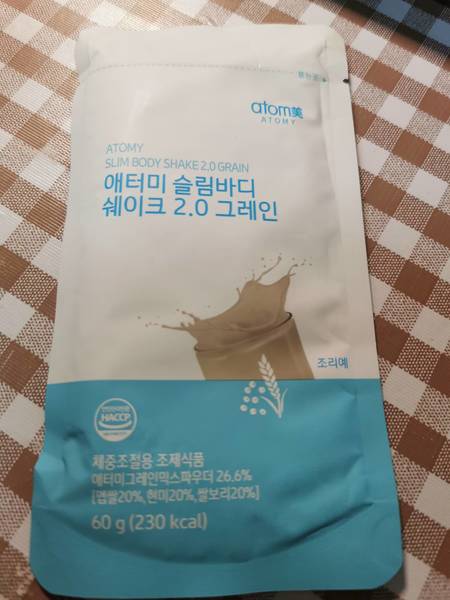 atom美
ATOMY
ATOMY
SLIM BODY SHAKE 2.0 GRAIN
애터미 슬림바디
쉐이크 2.0 그레인
조리예
HACCP
체중조절용 조제식품
애터미그레인믹스파우더 26.6%
[멥쌀20%, 현미20%, 쌀보리20%]
60 g (230 kcal)